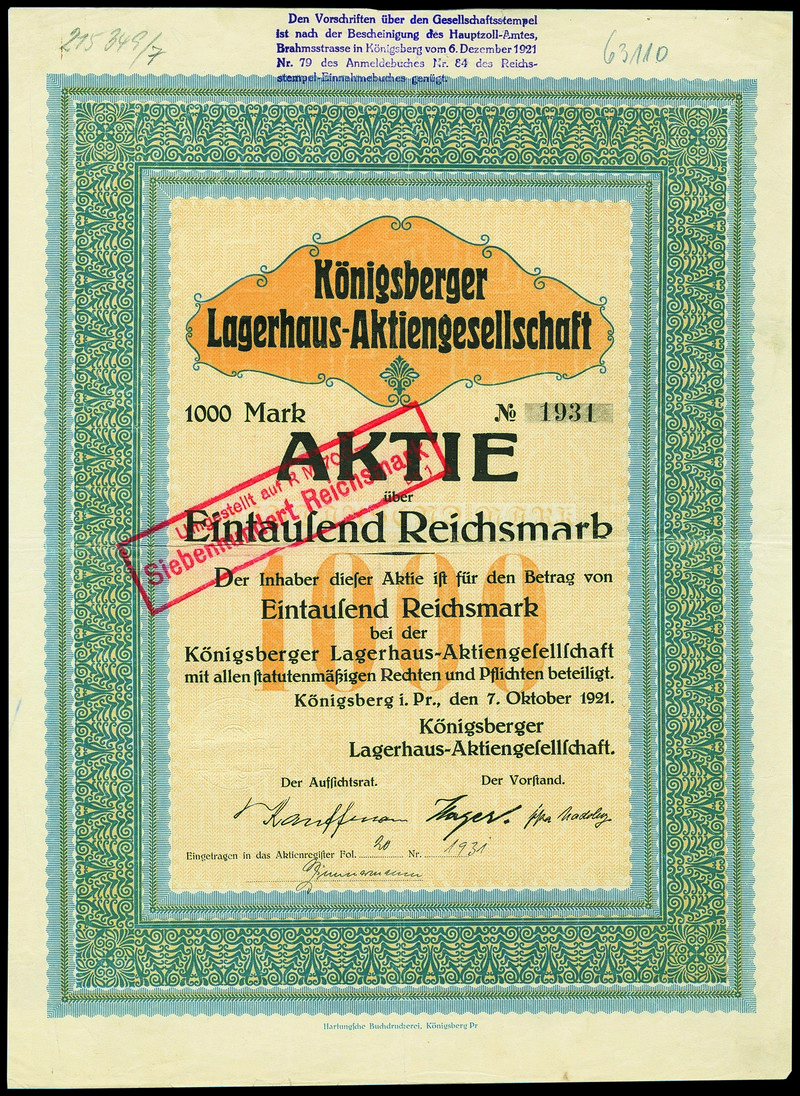 Den Vorschriften über den Gesellschaftsstempel
ist nach der Bescheinigung des Hauptzoll-Amtes,
Brahmsstrasse in Königsberg vom 6. Dezember 1921
Nr. 79 des Anmeldebuches Nr. 84 des Reichs-
stempel-Einnahmebuches genügt.
215 349/7
63110
Königsberger
Lagerhaus-Aktiengesellschaft
1000 Mark
№ 1931
AKTIE
über
Eintauſend Reichsmark
Umgestellt auf R M 70
Siebenhundert Reichsmark
1000
Der Inhaber dieſer Aktie iſt für den Betrag von
Eintauſend Reichsmark
bei der
Königsberger Lagerhaus-Aktiengeſellſchaft
mit allen ſtatutenmäßigen Rechten und Pflichten beteiligt.
Königsberg i. Pr., den 7. Oktober 1921.
Königsberger
Lagerhaus-Aktiengeſellſchaft.
Der Aufſichtsrat. Der Vorſtand.
Eingetragen in das Aktienregiſter Fol. 20 Nr. 1931
Zimmermann
Hartungſche Buchdruckerei, Königsberg Pr